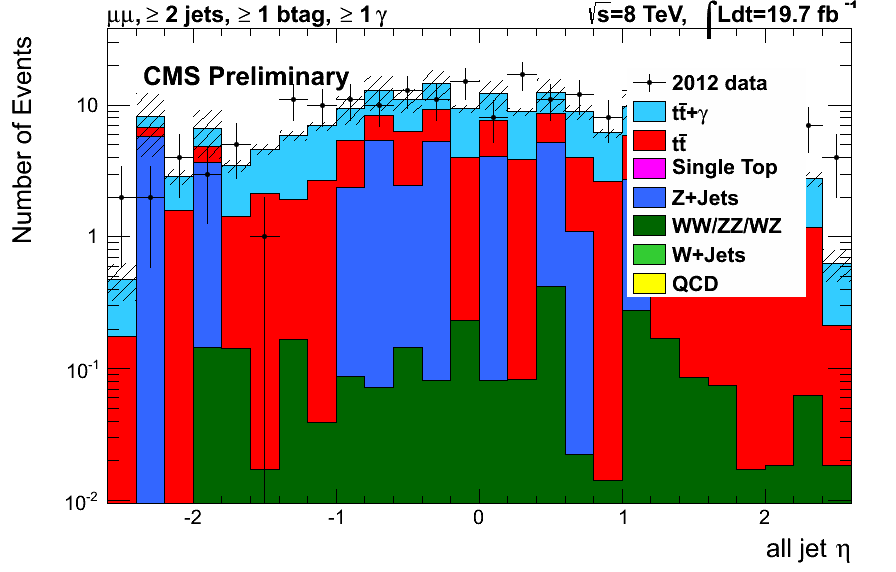 μμ, ≥ 2 jets, ≥ 1 btag, ≥ 1 γ √s=8 TeV, ∫Ldt=19.7 fb⁻¹
CMS Preliminary
2012 data
tt̄+γ
tt̄
Single Top
Z+Jets
WW/ZZ/WZ
W+Jets
QCD
Number of Events
10
1
10⁻¹
10⁻²
-2 -1 0 1 2
all jet η